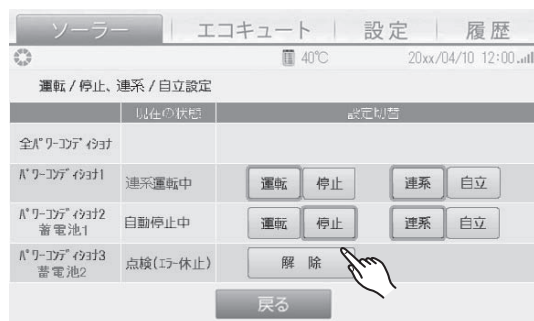 ソーラー エコキュート 設定 履歴
40℃ 20xx/04/10 12:00
運転/停止、連系/自立設定
現在の状態 設定切替
全ﾊﾟﾜｰｺﾝﾃﾞｨｼｮﾅ
ﾊﾟﾜｰｺﾝﾃﾞｨｼｮﾅ1 連系運転中 運転 停止 連系 自立
ﾊﾟﾜｰｺﾝﾃﾞｨｼｮﾅ2
蓄電池1 自動停止中 運転 停止 連系 自立
ﾊﾟﾜｰｺﾝﾃﾞｨｼｮﾅ3
蓄電池2 点検(ｴﾗｰ休止) 解除
戻る